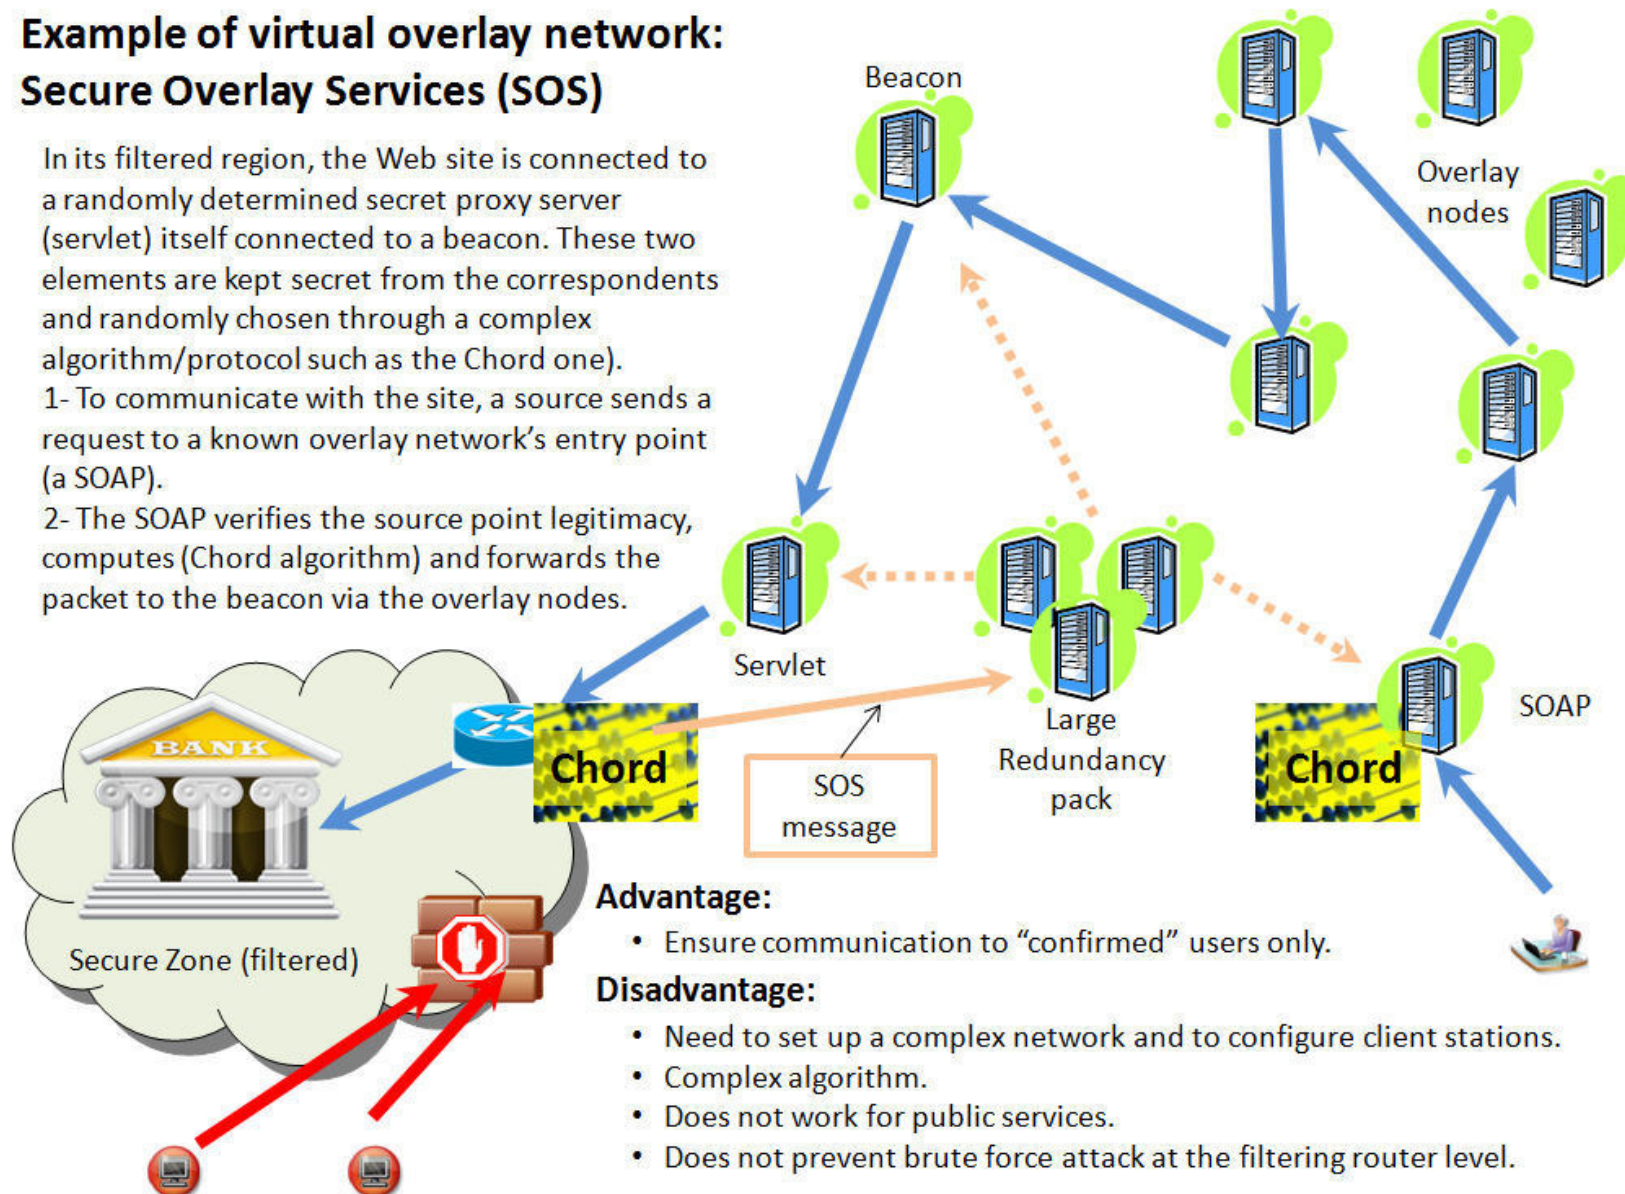 Example of virtual overlay network:
Secure Overlay Services (SOS)
In its filtered region, the Web site is connected to
a randomly determined secret proxy server
(servlet) itself connected to a beacon. These two
elements are kept secret from the correspondents
and randomly chosen through a complex
algorithm/protocol such as the Chord one).
1- To communicate with the site, a source sends a
request to a known overlay network's entry point
(a SOAP).
2- The SOAP verifies the source point legitimacy,
computes (Chord algorithm) and forwards the
packet to the beacon via the overlay nodes.
Beacon
Overlay
nodes
Servlet
Large
Redundancy
pack
SOAP
BANK
Chord
Chord
SOS
message
Secure Zone (filtered)
Advantage:
• Ensure communication to “confirmed” users only.
Disadvantage:
• Need to set up a complex network and to configure client stations.
• Complex algorithm.
• Does not work for public services.
• Does not prevent brute force attack at the filtering router level.